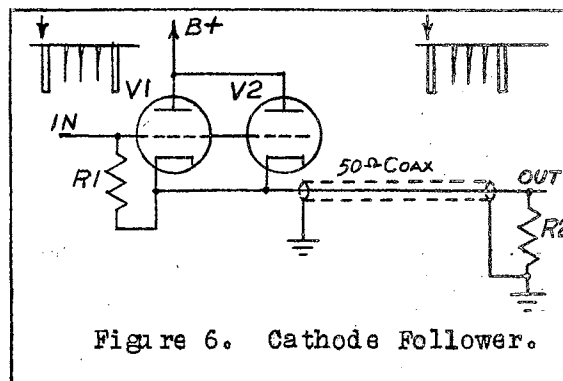 B+
V1
V2
IN
R1
50Ω COAX
OUT
R2
Figure 6. Cathode Follower.